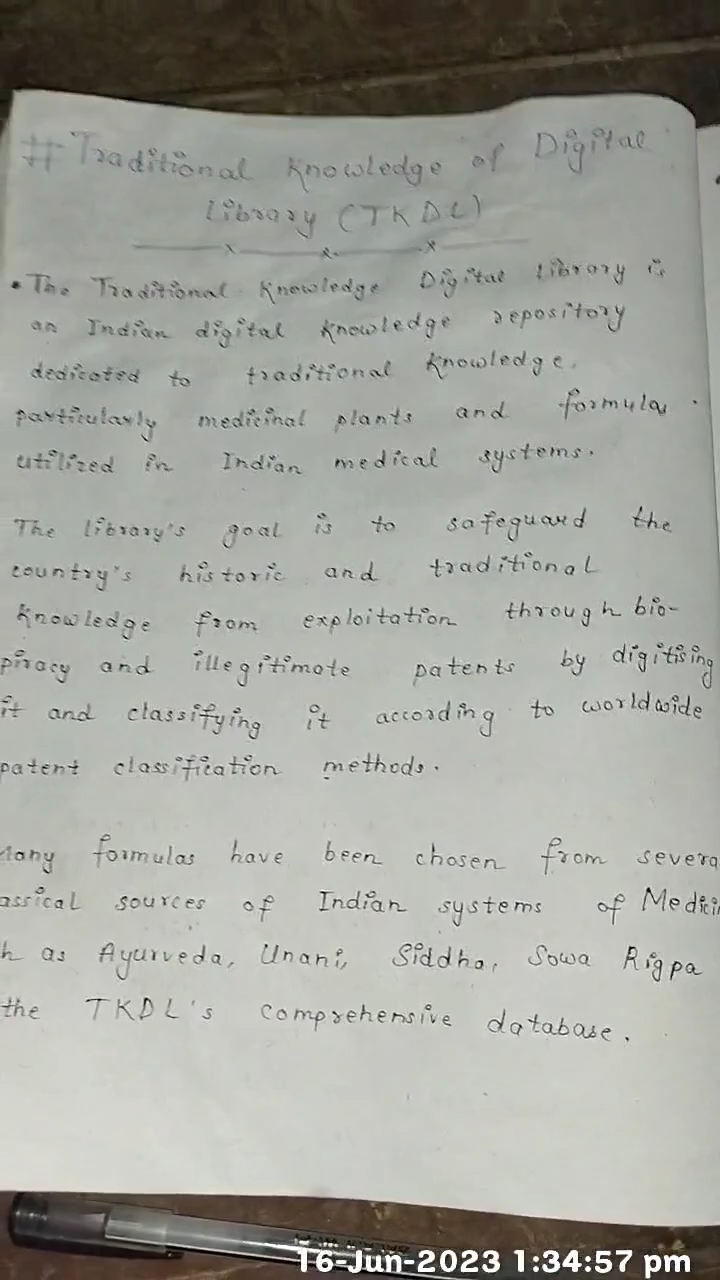 # Traditional Knowledge of Digital
Library (TKDL)
• The Traditional Knowledge Digital Library is
an Indian digital knowledge repository
dedicated to traditional knowledge.
particularly medicinal plants and formulas
utilized in Indian medical systems.
The library's goal is to safeguard the
country's historic and traditional
knowledge from exploitation through bio-
piracy and illegitimate patents by digitising
it and classifying it according to worldwide
patent classification methods.
Many formulas have been chosen from severa
assical sources of Indian systems of Medici
h as Ayurveda, Unani, Siddha, Sowa Rigpa
the TKDL's comprehensive database.
16-Jun-2023 1:34:57 pm